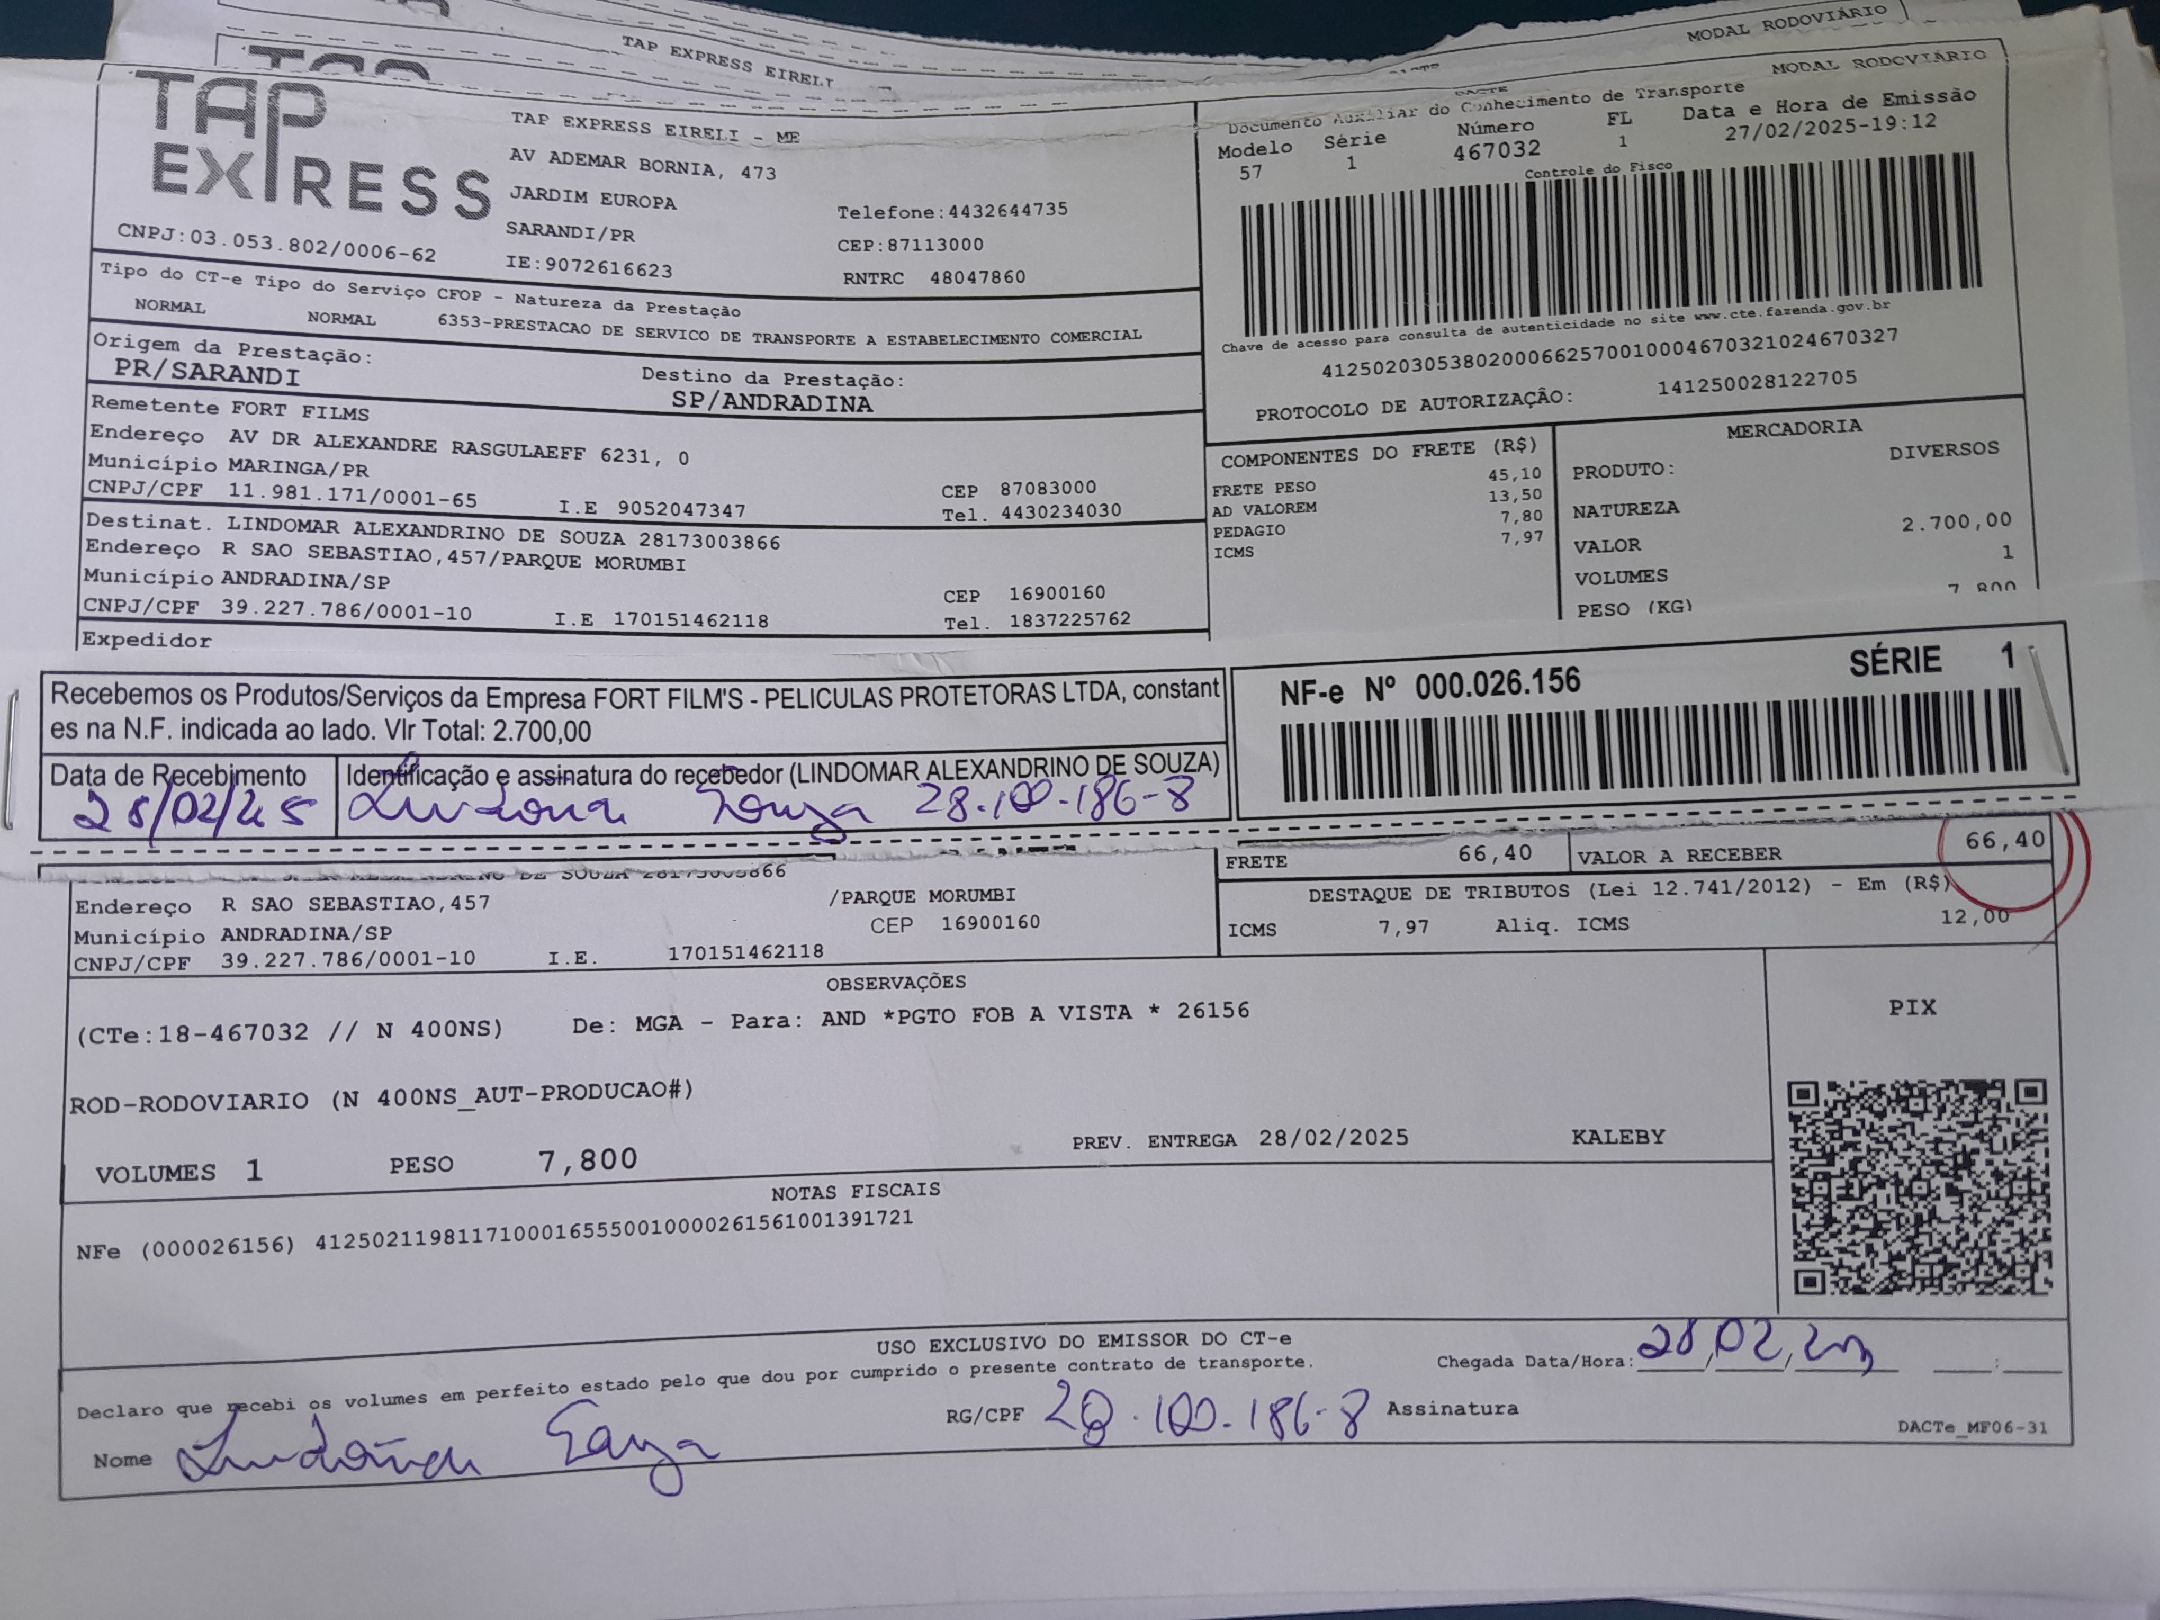 MODAL RODOVIÁRIO
TAP EXPRESS EIRELI
MODAL RODOVIÁRIO
TAP EXPRESS
TAP EXPRESS EIRELI - ME
AV ADEMAR BORNIA, 473
JARDIM EUROPA
SARANDI/PR
IE:9072616623
Telefone:4432644735
CEP:87113000
RNTRC 48047860
CNPJ:03.053.802/0006-62
DACTE
Documento Auxiliar do Conhecimento de Transporte
Modelo Série Número FL Data e Hora de Emissão
57 1 467032 1 27/02/2025-19:12
Controle do Fisco
Chave de acesso para consulta de autenticidade no site www.cte.fazenda.gov.br
41250203053802000662570010004670321024670327
PROTOCOLO DE AUTORIZAÇÃO: 141250028122705
Tipo do CT-e Tipo do Serviço CFOP - Natureza da Prestação
NORMAL NORMAL 6353-PRESTACAO DE SERVICO DE TRANSPORTE A ESTABELECIMENTO COMERCIAL
Origem da Prestação: Destino da Prestação:
PR/SARANDI SP/ANDRADINA
Remetente FORT FILMS
Endereço AV DR ALEXANDRE RASGULAEFF 6231, 0
Município MARINGA/PR CEP 87083000
CNPJ/CPF 11.981.171/0001-65 I.E 9052047347 Tel. 4430234030
Destinat. LINDOMAR ALEXANDRINO DE SOUZA 28173003866
Endereço R SAO SEBASTIAO,457/PARQUE MORUMBI
Município ANDRADINA/SP CEP 16900160
CNPJ/CPF 39.227.786/0001-10 I.E 170151462118 Tel. 1837225762
Expedidor
COMPONENTES DO FRETE (R$)
FRETE PESO 45,10
AD VALOREM 13,50
PEDAGIO 7,80
ICMS 7,97
MERCADORIA
PRODUTO: DIVERSOS
NATUREZA
VALOR 2.700,00
VOLUMES 1
PESO (KG) 7,800
Recebemos os Produtos/Serviços da Empresa FORT FILM'S - PELICULAS PROTETORAS LTDA, constant
es na N.F. indicada ao lado. Vlr Total: 2.700,00
Data de Recebimento Identificação e assinatura do recebedor (LINDOMAR ALEXANDRINO DE SOUZA)
28/02/25 Souza 28.100.186-8
NF-e Nº 000.026.156 SÉRIE 1
DE SOUZA 28173003866
Endereço R SAO SEBASTIAO,457 /PARQUE MORUMBI
Município ANDRADINA/SP CEP 16900160
CNPJ/CPF 39.227.786/0001-10 I.E. 170151462118
FRETE 66,40 VALOR A RECEBER 66,40
DESTAQUE DE TRIBUTOS (Lei 12.741/2012) - Em (R$)
ICMS 7,97 Aliq. ICMS 12,00
OBSERVAÇÕES
(CTe:18-467032 // N 400NS) De: MGA - Para: AND *PGTO FOB A VISTA * 26156
ROD-RODOVIARIO (N 400NS_AUT-PRODUCAO#)
VOLUMES 1 PESO 7,800 PREV. ENTREGA 28/02/2025 KALEBY
PIX
NOTAS FISCAIS
NFe (000026156) 41250211981171000165550010000261561001391721
USO EXCLUSIVO DO EMISSOR DO CT-e
Declaro que recebi os volumes em perfeito estado pelo que dou por cumprido o presente contrato de transporte. Chegada Data/Hora: 28/02/
Nome RG/CPF 28.100.186-8 Assinatura
DACTe_MF06-31